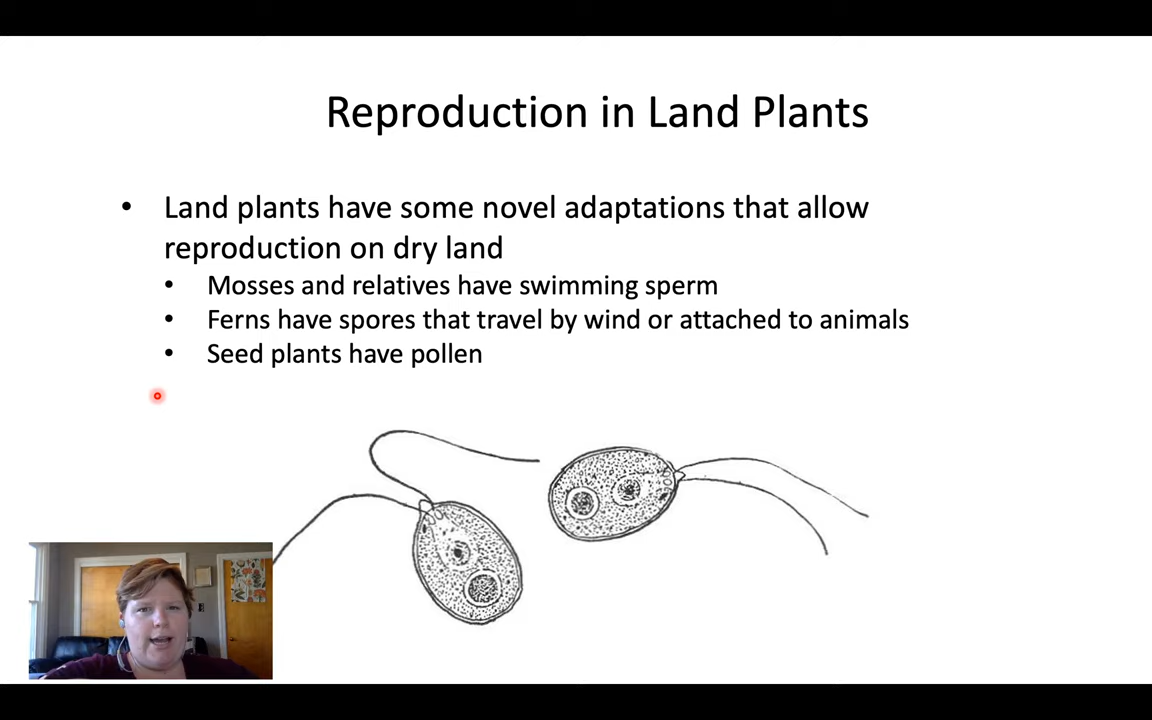 Reproduction in Land Plants
• Land plants have some novel adaptations that allow
reproduction on dry land
• Mosses and relatives have swimming sperm
• Ferns have spores that travel by wind or attached to animals
• Seed plants have pollen